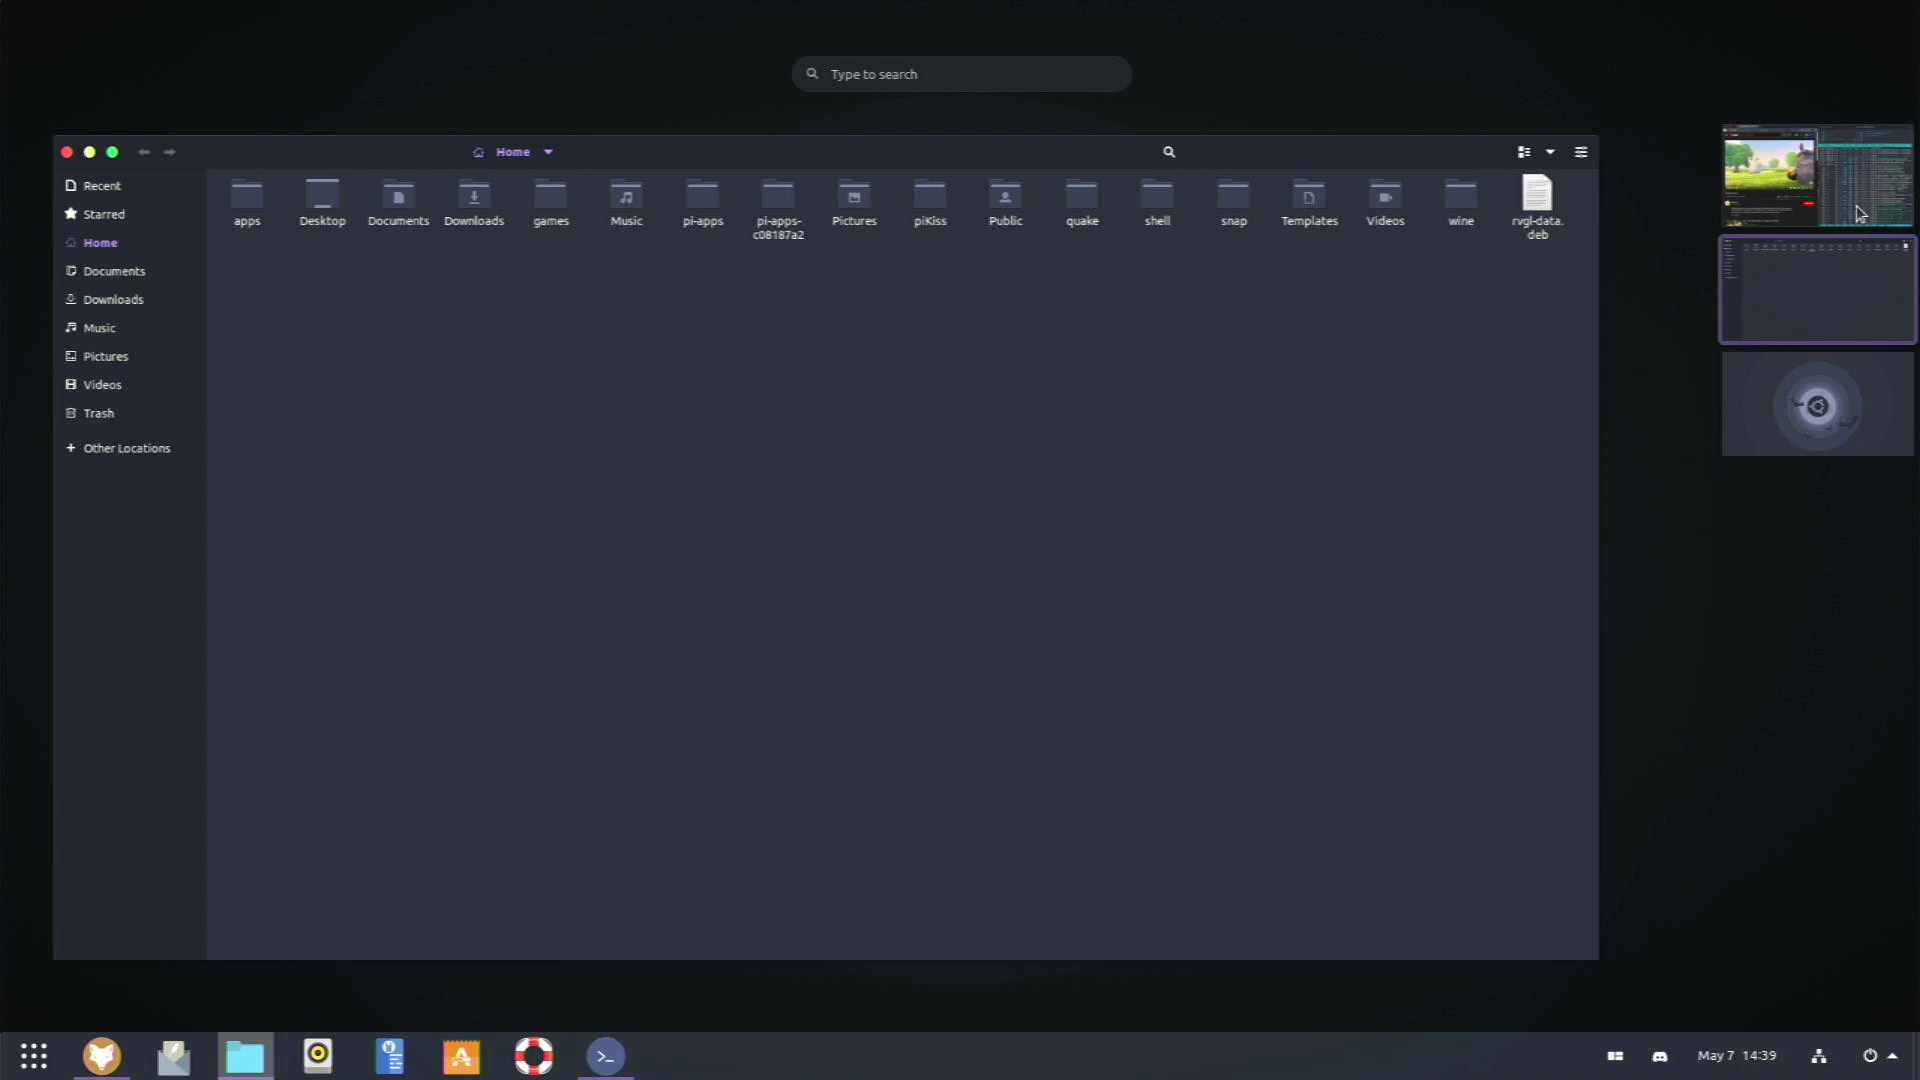 Type to search
Home
Recent
Starred
Home
Documents
Downloads
Music
Pictures
Videos
Trash
Other Locations
apps
Desktop
Documents
Downloads
games
Music
pi-apps
pi-apps-
c08187a2
Pictures
piKiss
Public
quake
shell
snap
Templates
Videos
wine
rvgl-data.
deb
May 7 14:39